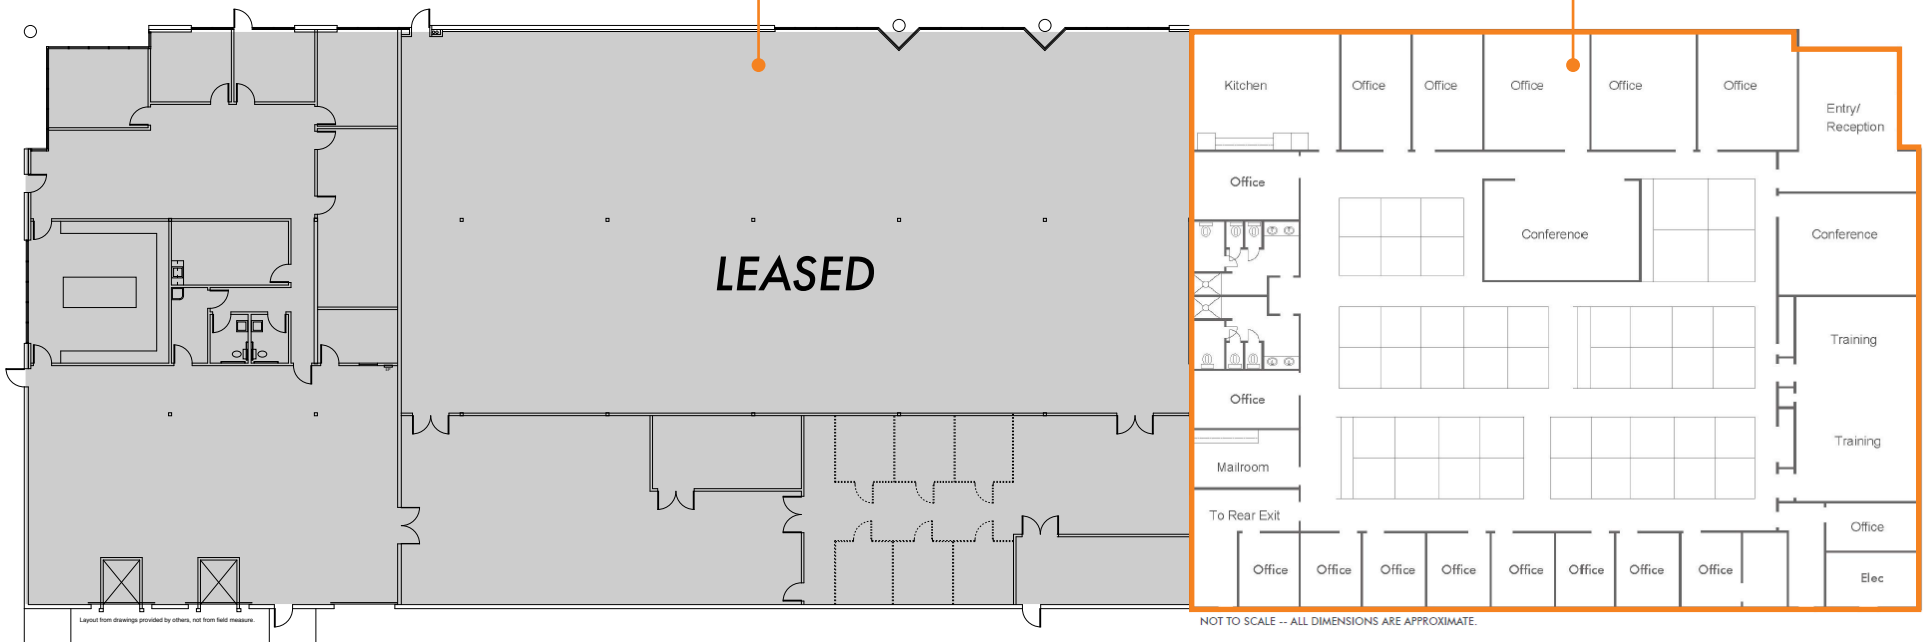 Kitchen
Office
Office
Office
Office
Office
Entry/
Reception
Office
Conference
Conference
LEASED
Training
Office
Training
Mailroom
To Rear Exit
Office
Office
Office
Office
Office
Office
Office
Office
Office
Elec
Layout from drawings provided by others, not from field measure.
NOT TO SCALE -- ALL DIMENSIONS ARE APPROXIMATE.